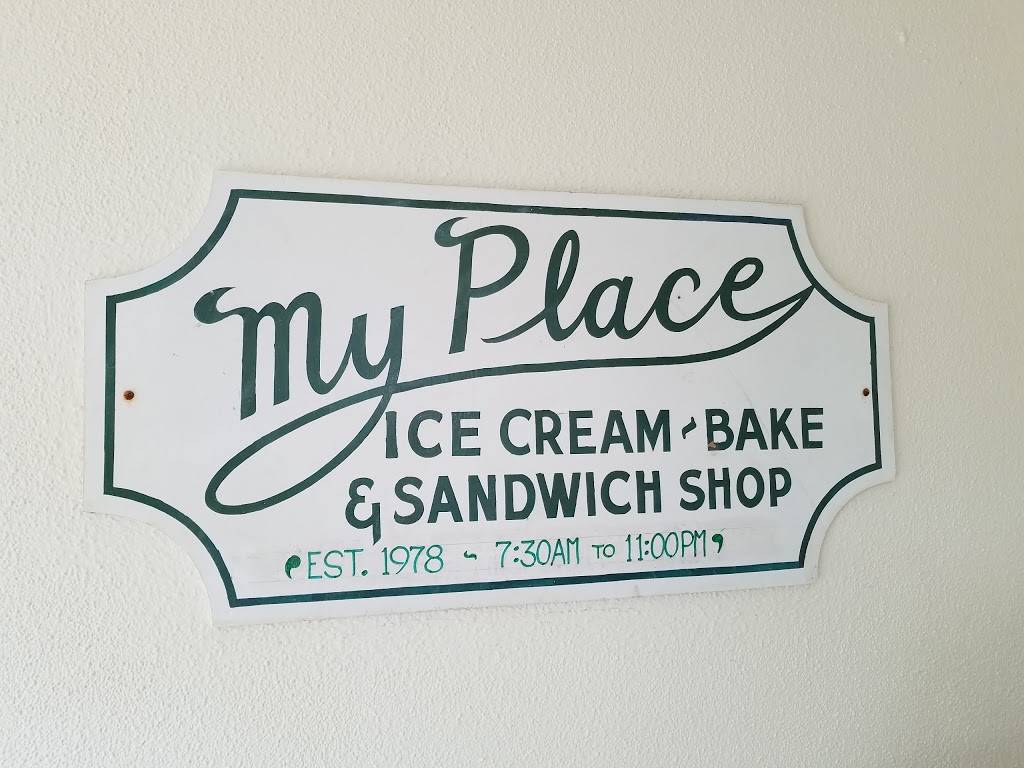 My Place
ICE CREAM ~ BAKE
& SANDWICH SHOP
EST. 1978 ~ 7:30AM TO 11:00PM